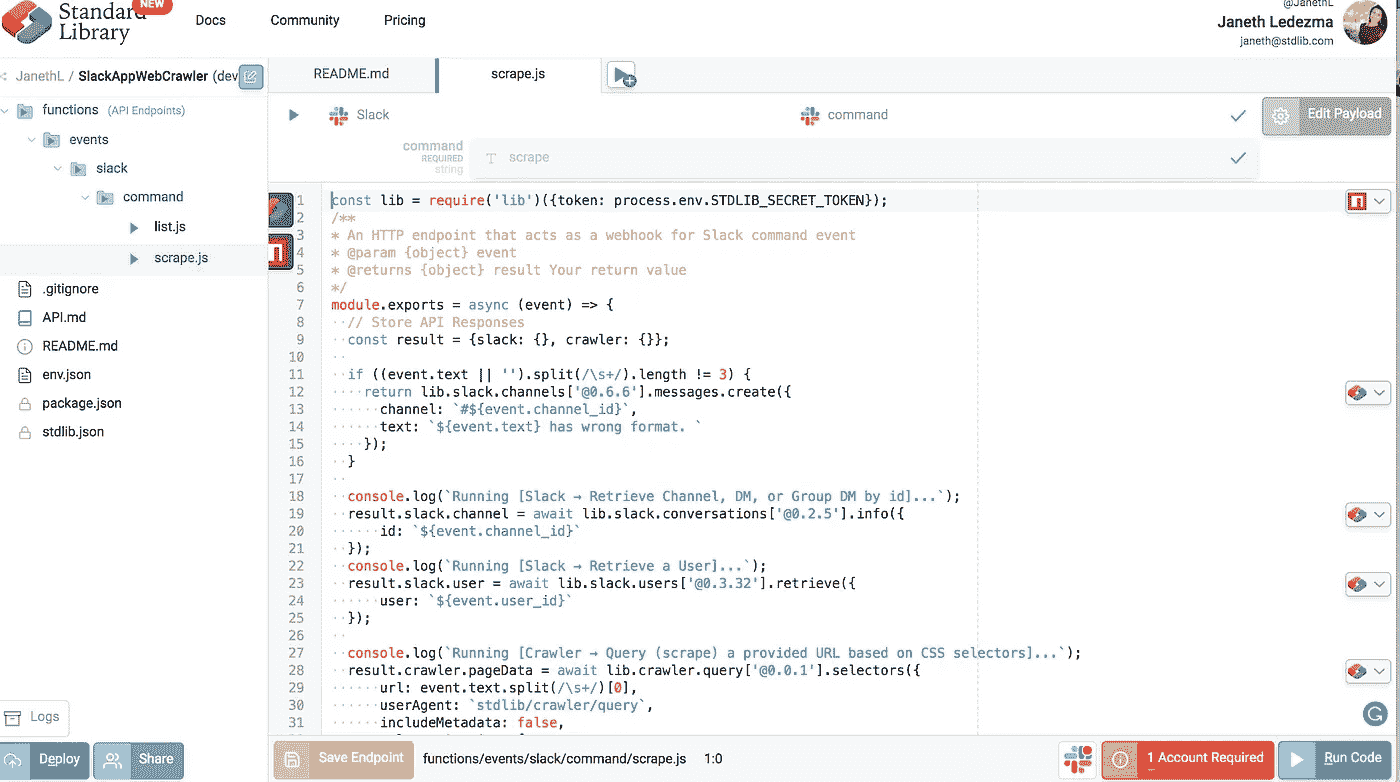 Standard
Library
NEW
Docs
Community
Pricing
@JanethL
Janeth Ledezma
janeth@stdlib.com
JanethL / SlackAppWebCrawler (dev
functions (API Endpoints)
events
slack
command
list.js
scrape.js
.gitignore
API.md
README.md
env.json
package.json
stdlib.json
Logs
Deploy
Share
README.md
scrape.js
Slack
command
Edit Payload
command
REQUIRED
string
T scrape
1 const lib = require('lib')({token: process.env.STDLIB_SECRET_TOKEN});
2 /**
3 * An HTTP endpoint that acts as a webhook for Slack command event
4 * @param {object} event
5 * @returns {object} result Your return value
6 */
7 module.exports = async (event) => {
8 // Store API Responses
9 const result = {slack: {}, crawler: {}};
10
11 if ((event.text || '').split(/\s+/).length != 3) {
12 return lib.slack.channels['@0.6.6'].messages.create({
13 channel: `#${event.channel_id}`,
14 text: `${event.text} has wrong format. `
15 });
16 }
17
18 console.log(`Running [Slack → Retrieve Channel, DM, or Group DM by id]...`);
19 result.slack.channel = await lib.slack.conversations['@0.2.5'].info({
20 id: `${event.channel_id}`
21 });
22 console.log(`Running [Slack → Retrieve a User]...`);
23 result.slack.user = await lib.slack.users['@0.3.32'].retrieve({
24 user: `${event.user_id}`
25 });
26
27 console.log(`Running [Crawler → Query (scrape) a provided URL based on CSS selectors]...`);
28 result.crawler.pageData = await lib.crawler.query['@0.0.1'].selectors({
29 url: event.text.split(/\s+/)[0],
30 userAgent: `stdlib/crawler/query`,
31 includeMetadata: false,
Save Endpoint
functions/events/slack/command/scrape.js
1:0
1 Account Required
Run Code